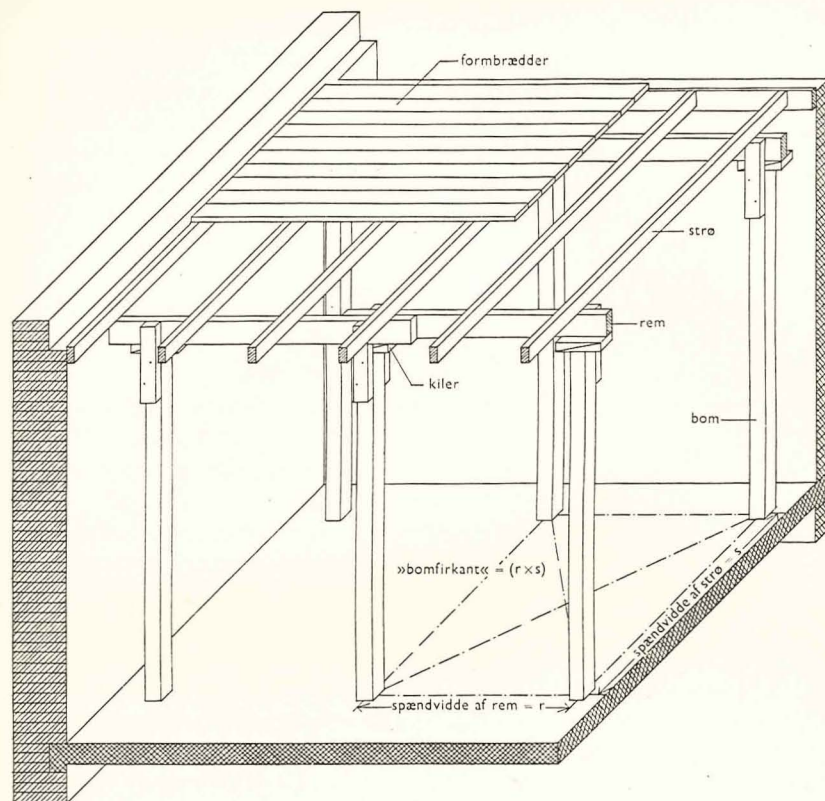 formbrædder
strø
rem
kiler
bom
»bomfirkant« = (r×s)
spændvidde af strø = s
spændvidde af rem = r